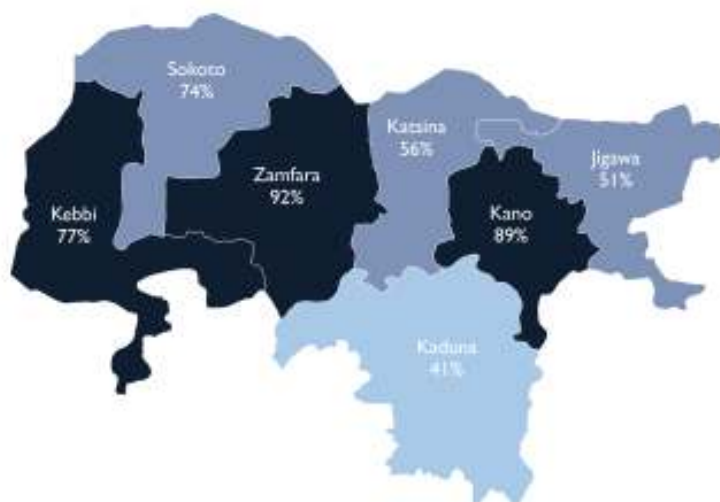 Sokoto
74%
Katsina
56%
Jigawa
51%
Zamfara
92%
Kebbi
77%
Kano
89%
Kaduna
41%